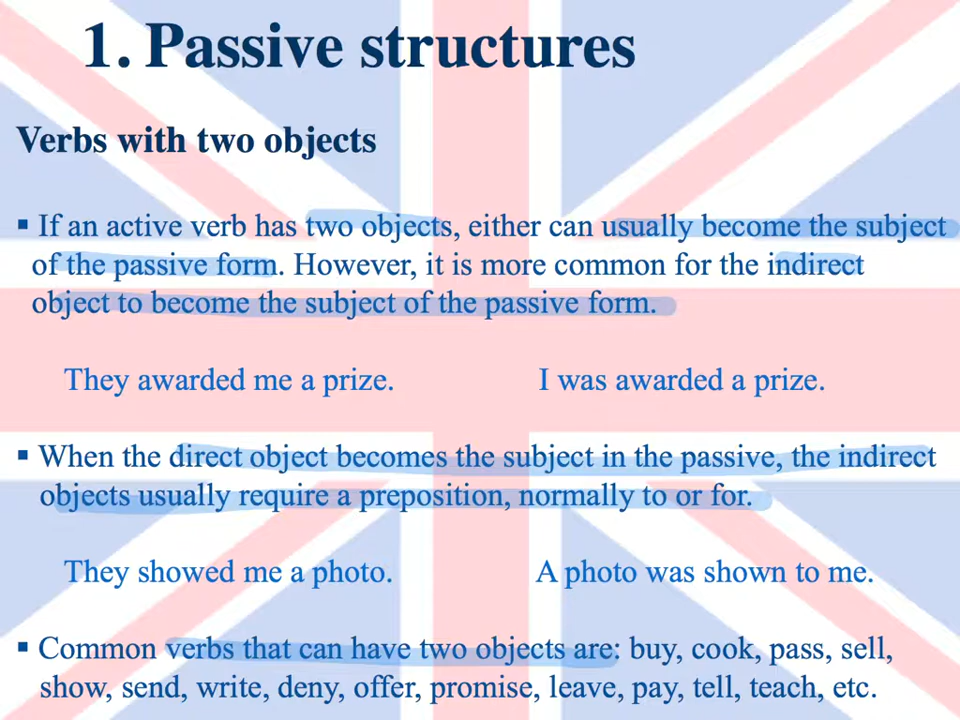 1. Passive structures
Verbs with two objects
▪ If an active verb has two objects, either can usually become the subject
of the passive form. However, it is more common for the indirect
object to become the subject of the passive form.
They awarded me a prize. I was awarded a prize.
▪ When the direct object becomes the subject in the passive, the indirect
objects usually require a preposition, normally to or for.
They showed me a photo. A photo was shown to me.
▪ Common verbs that can have two objects are: buy, cook, pass, sell,
show, send, write, deny, offer, promise, leave, pay, tell, teach, etc.